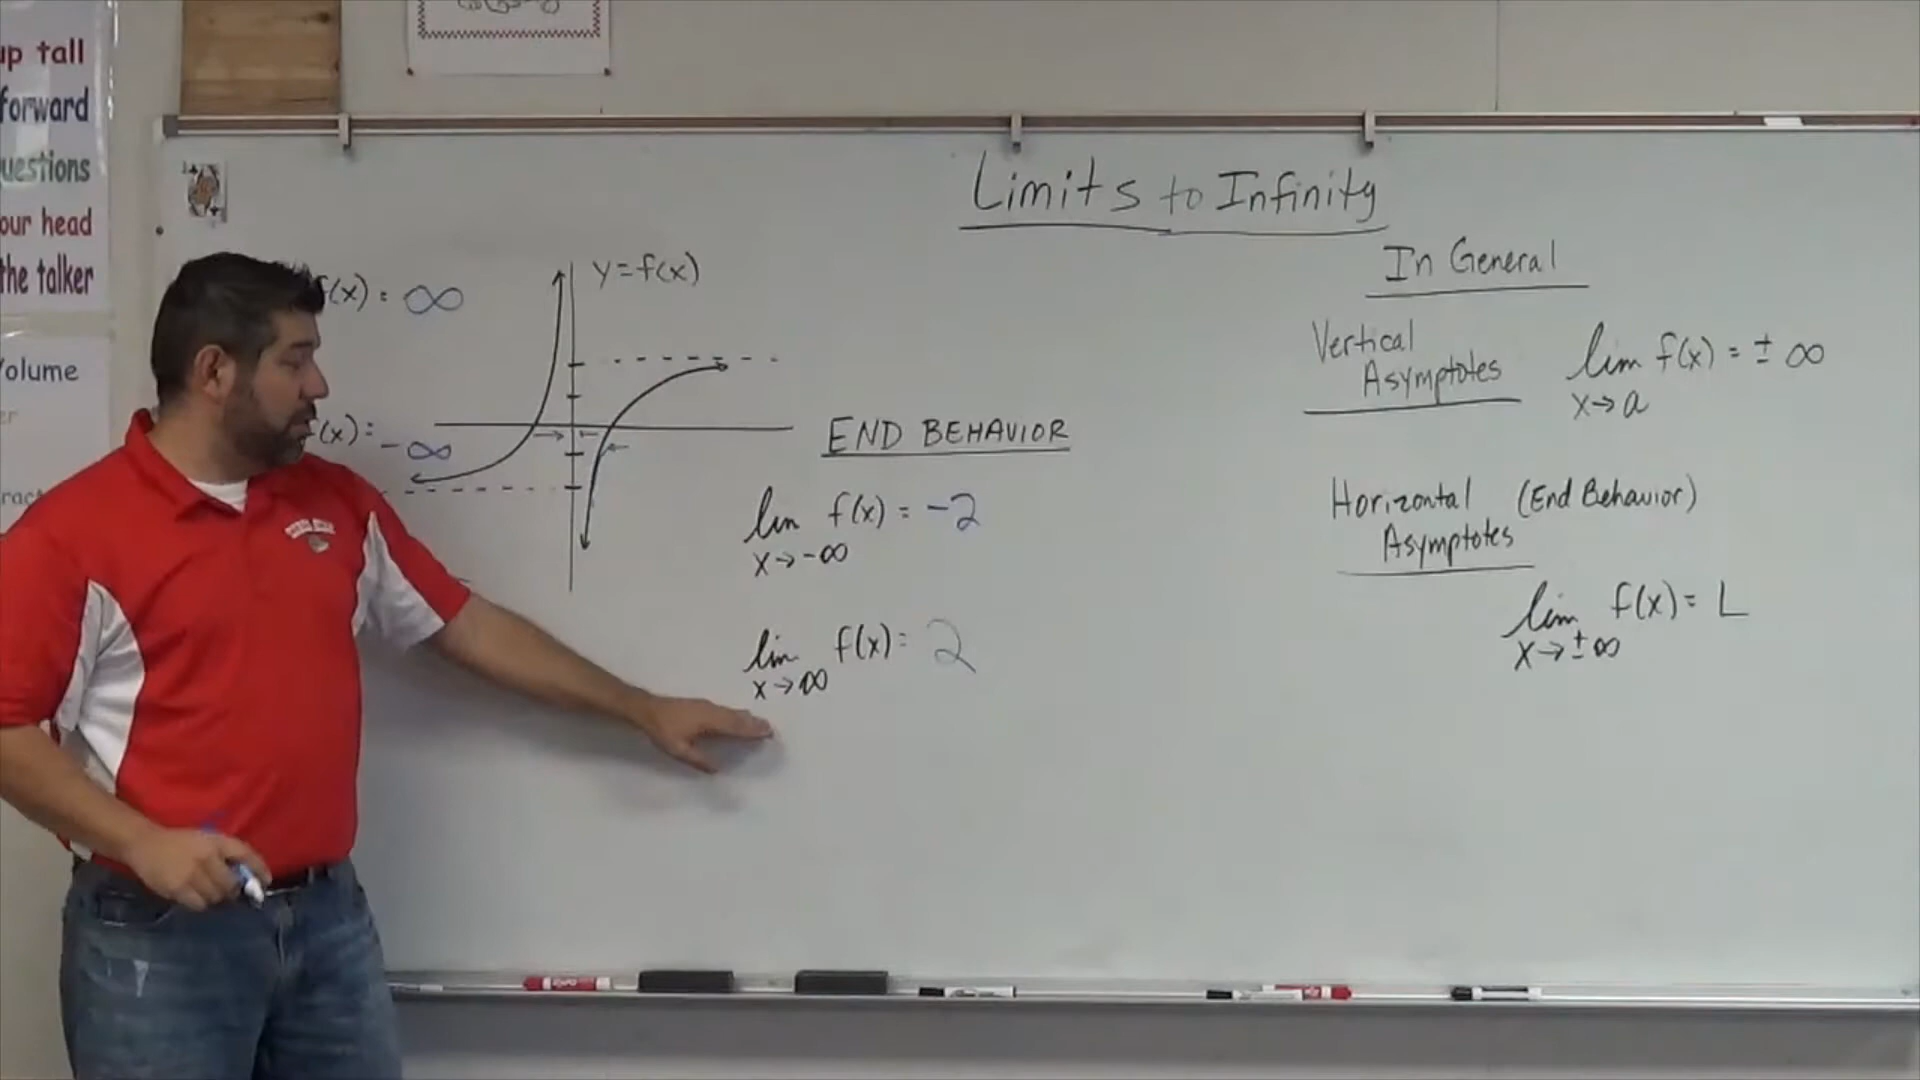 up tall
forward
uestions
our head
the talker
Volume
Limits to Infinity
f(x) = ∞
y = f(x)
(x) = -∞
END BEHAVIOR
lim f(x) = -2
x→-∞
lim f(x) = 2
x→∞
In General
Vertical
Asymptotes
lim f(x) = ± ∞
x→a
Horizontal (End Behavior)
Asymptotes
lim f(x) = L
x→±∞